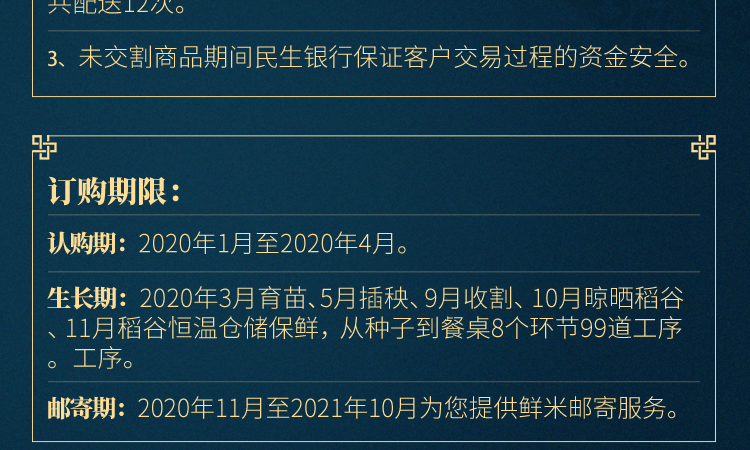 共配送12次。
3、未交割商品期间民生银行保证客户交易过程的资金安全。
订购期限：
认购期：2020年1月至2020年4月。
生长期：2020年3月育苗、5月插秧、9月收割、10月晾晒稻谷
、11月稻谷恒温仓储保鲜，从种子到餐桌8个环节99道工序
。工序。
邮寄期：2020年11月至2021年10月为您提供鲜米邮寄服务。